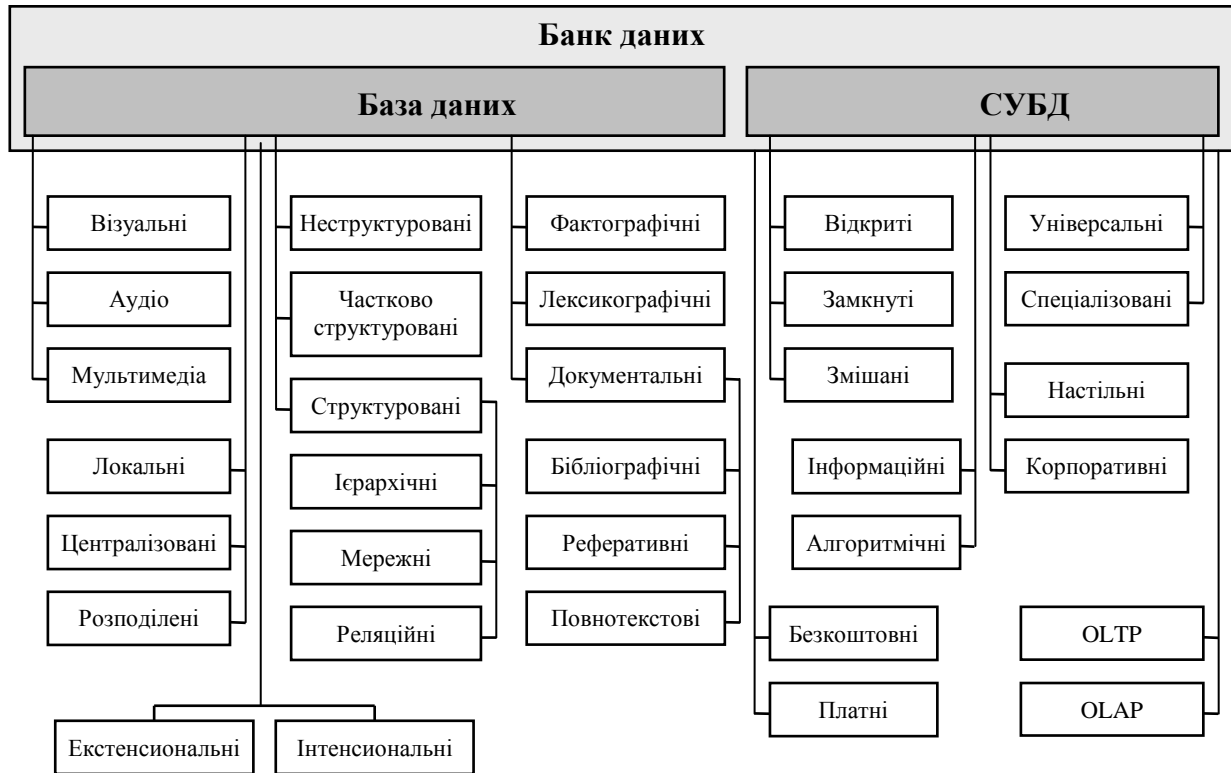 Банк даних
База даних
СУБД
Візуальні
Аудіо
Мультимедіа
Локальні
Централізовані
Розподілені
Екстенсиональні
Інтенсиональні
Неструктуровані
Частково
структуровані
Структуровані
Ієрархічні
Мережні
Реляційні
Фактографічні
Лексикографічні
Документальні
Бібліографічні
Реферативні
Повнотекстові
Відкриті
Замкнуті
Змішані
Інформаційні
Алгоритмічні
Безкоштовні
Платні
Універсальні
Спеціалізовані
Настільні
Корпоративні
OLTP
OLAP